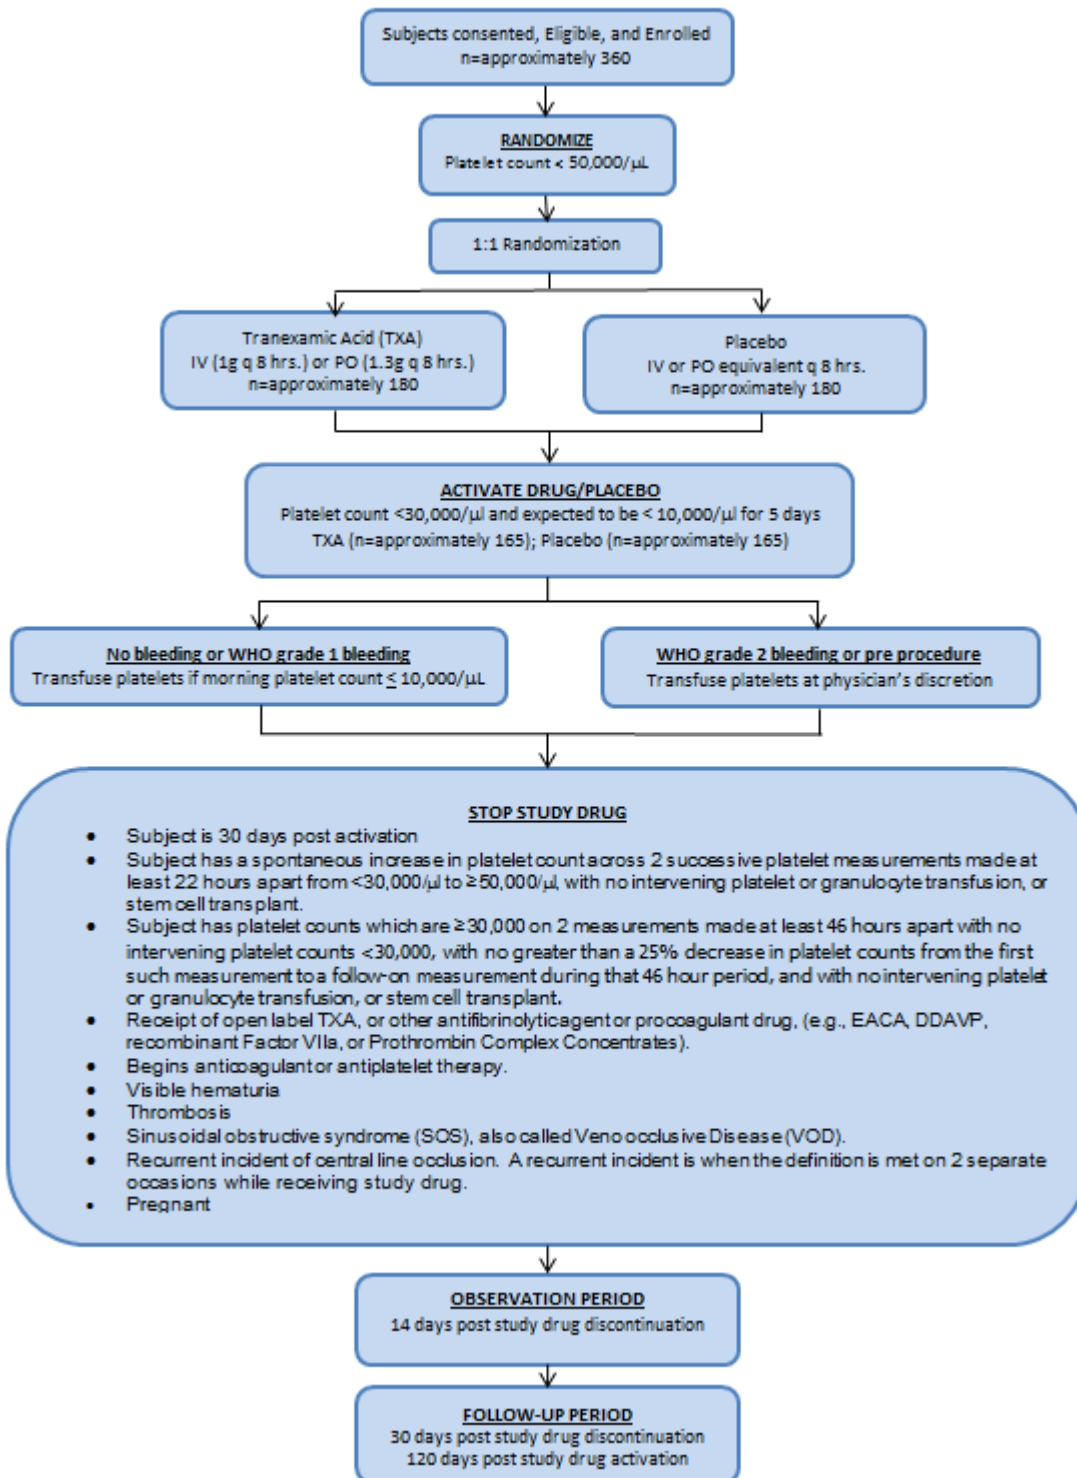 Subjects consented, Eligible, and Enrolled
n=approximately 360
RANDOMIZE
Platelet count < 50,000/µL
1:1 Randomization
Tranexamic Acid (TXA)
IV (1g q 8 hrs.) or PO (1.3g q 8 hrs.)
n=approximately 180
Placebo
IV or PO equivalent q 8 hrs.
n=approximately 180
ACTIVATE DRUG/PLACEBO
Platelet count <30,000/µl and expected to be < 10,000/µl for 5 days
TXA (n=approximately 165); Placebo (n=approximately 165)
No bleeding or WHO grade 1 bleeding
Transfuse platelets if morning platelet count ≤ 10,000/µL
WHO grade 2 bleeding or pre procedure
Transfuse platelets at physician's discretion
STOP STUDY DRUG
• Subject is 30 days post activation
• Subject has a spontaneous increase in platelet count across 2 successive platelet measurements made at
least 22 hours apart from <30,000/µl to ≥50,000/µl, with no intervening platelet or granulocyte transfusion, or
stem cell transplant.
• Subject has platelet counts which are ≥30,000 on 2 measurements made at least 46 hours apart with no
intervening platelet counts <30,000, with no greater than a 25% decrease in platelet counts from the first
such measurement to a follow-on measurement during that 46 hour period, and with no intervening platelet
or granulocyte transfusion, or stem cell transplant.
• Receipt of open label TXA, or other antifibrinolytic agent or procoagulant drug, (e.g., EACA, DDAVP,
recombinant Factor VIIa, or Prothrombin Complex Concentrates).
• Begins anticoagulant or antiplatelet therapy.
• Visible hematuria
• Thrombosis
• Sinusoidal obstructive syndrome (SOS), also called Veno occlusive Disease (VOD).
• Recurrent incident of central line occlusion. A recurrent incident is when the definition is met on 2 separate
occasions while receiving study drug.
• Pregnant
OBSERVATION PERIOD
14 days post study drug discontinuation
FOLLOW-UP PERIOD
30 days post study drug discontinuation
120 days post study drug activation